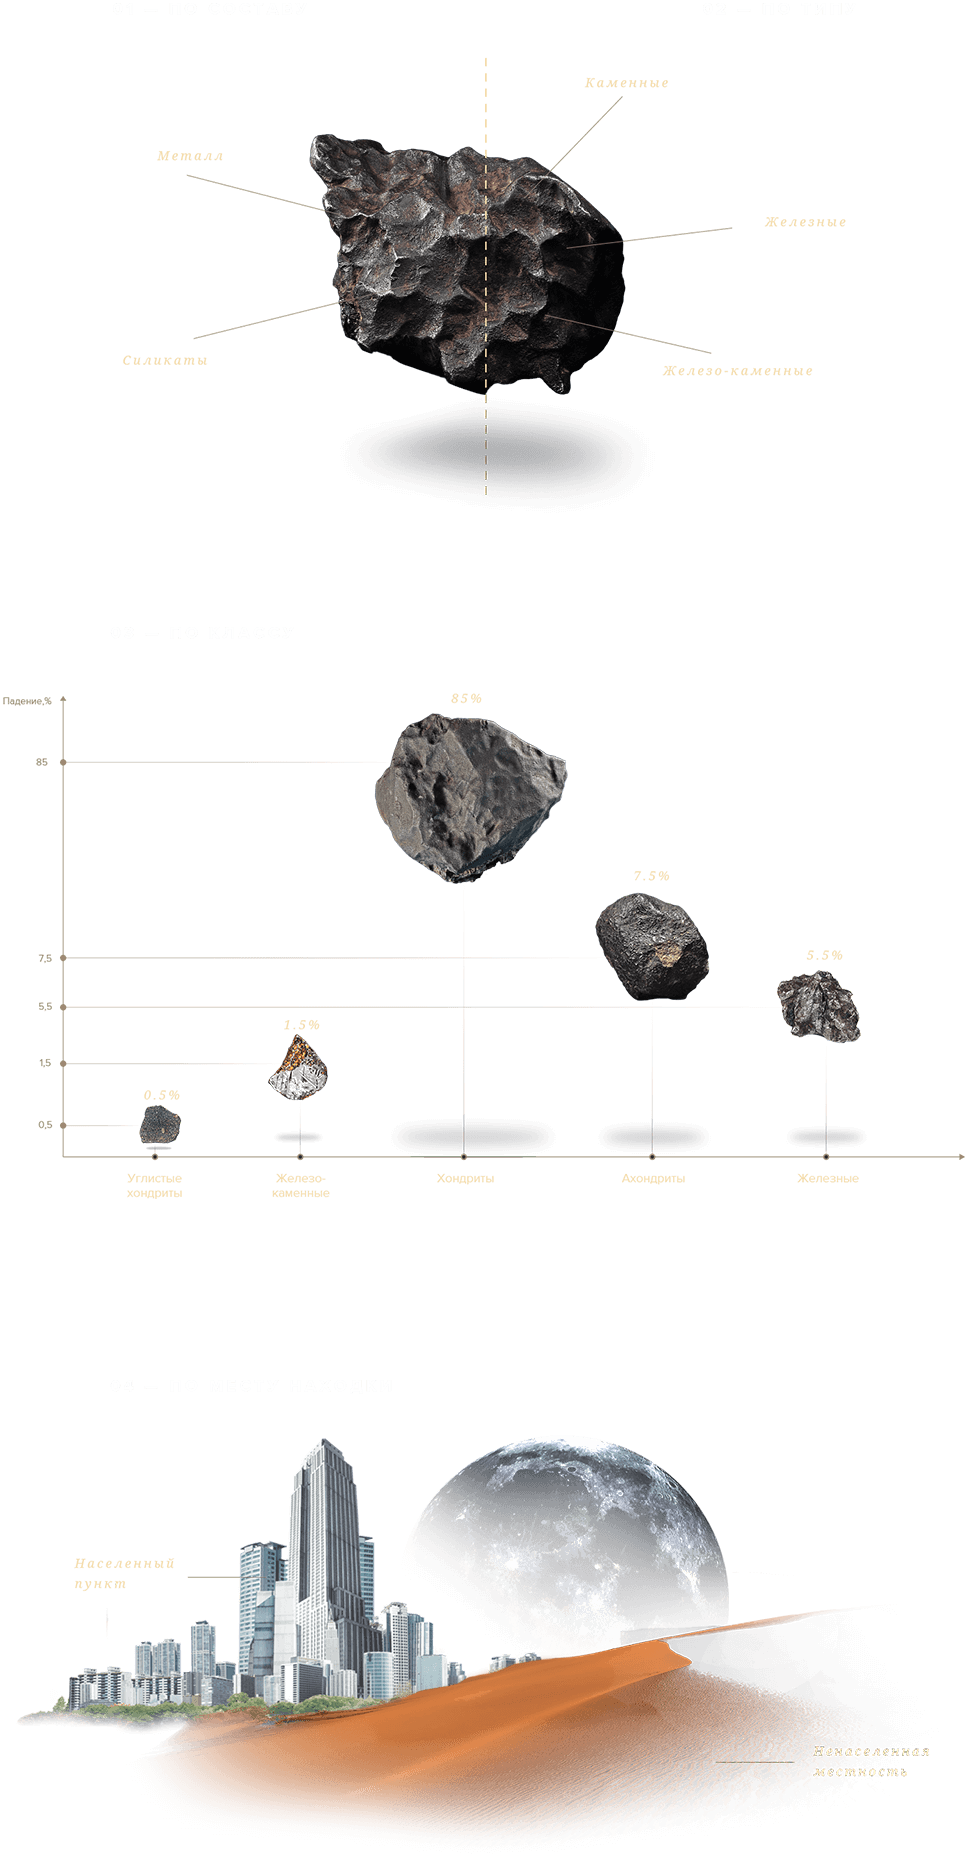 Каменные
Металл
Железные
Силикаты
Железо-каменные
85%
Падение,%
85
7.5%
7,5
5.5%
5,5
1.5%
1,5
0.5%
0,5
Углистые
хондриты
Железо-
каменные
Хондриты
Ахондриты
Железные
Населенный
пункт
Ненаселенная
местность